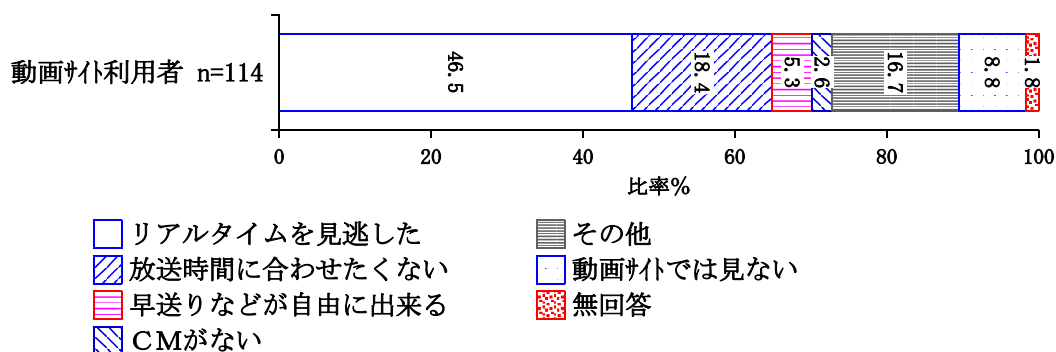 動画ｻｲﾄ利用者 n=114
46.5 18.4 5.3 2.6 16.7 8.8 1.8
0 20 40 60 80 100
比率%
リアルタイムを見逃した
放送時間に合わせたくない
早送りなどが自由に出来る
ＣＭがない
その他
動画ｻｲﾄでは見ない
無回答